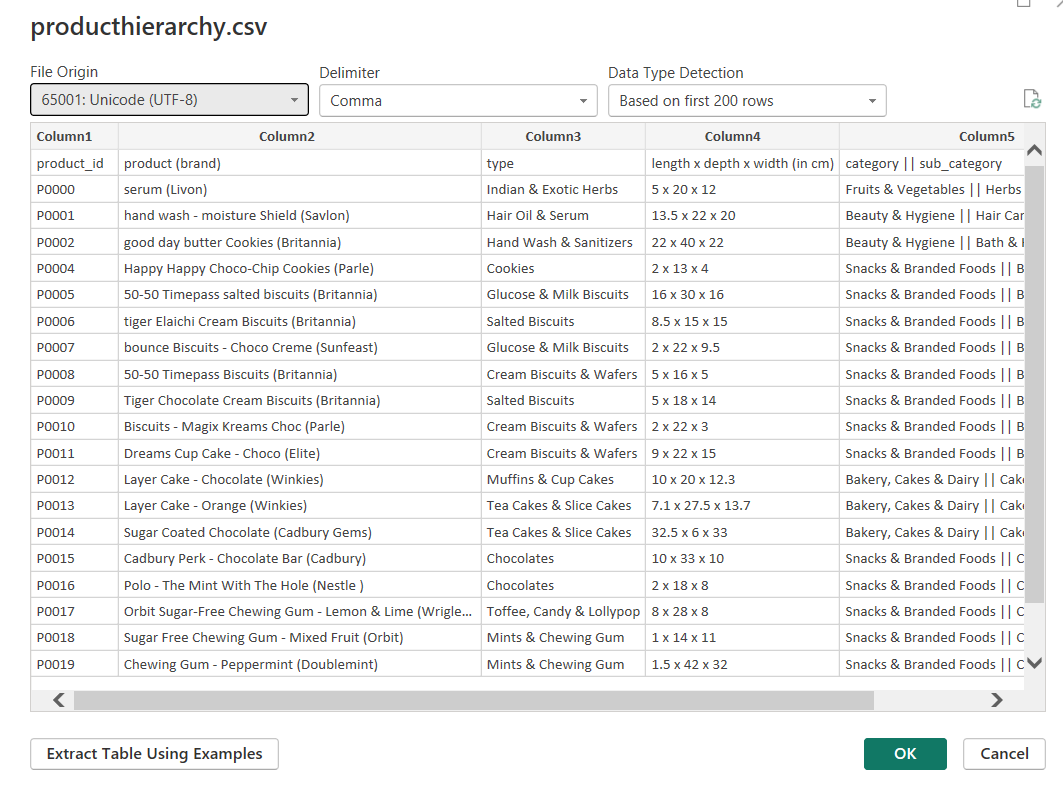 producthierarchy.csv
File Origin Delimiter Data Type Detection
65001: Unicode (UTF-8) Comma Based on first 200 rows
Column1 Column2 Column3 Column4 Column5
product_id product (brand) type length x depth x width (in cm) category || sub_category
P0000 serum (Livon) Indian & Exotic Herbs 5 x 20 x 12 Fruits & Vegetables || Herbs
P0001 hand wash - moisture Shield (Savlon) Hair Oil & Serum 13.5 x 22 x 20 Beauty & Hygiene || Hair Car
P0002 good day butter Cookies (Britannia) Hand Wash & Sanitizers 22 x 40 x 22 Beauty & Hygiene || Bath &
P0004 Happy Happy Choco-Chip Cookies (Parle) Cookies 2 x 13 x 4 Snacks & Branded Foods || B
P0005 50-50 Timepass salted biscuits (Britannia) Glucose & Milk Biscuits 16 x 30 x 16 Snacks & Branded Foods || B
P0006 tiger Elaichi Cream Biscuits (Britannia) Salted Biscuits 8.5 x 15 x 15 Snacks & Branded Foods || B
P0007 bounce Biscuits - Choco Creme (Sunfeast) Glucose & Milk Biscuits 2 x 22 x 9.5 Snacks & Branded Foods || B
P0008 50-50 Timepass Biscuits (Britannia) Cream Biscuits & Wafers 5 x 16 x 5 Snacks & Branded Foods || B
P0009 Tiger Chocolate Cream Biscuits (Britannia) Salted Biscuits 5 x 18 x 14 Snacks & Branded Foods || B
P0010 Biscuits - Magix Kreams Choc (Parle) Cream Biscuits & Wafers 2 x 22 x 3 Snacks & Branded Foods || B
P0011 Dreams Cup Cake - Choco (Elite) Cream Biscuits & Wafers 9 x 22 x 15 Snacks & Branded Foods || B
P0012 Layer Cake - Chocolate (Winkies) Muffins & Cup Cakes 10 x 20 x 12.3 Bakery, Cakes & Dairy || Cak
P0013 Layer Cake - Orange (Winkies) Tea Cakes & Slice Cakes 7.1 x 27.5 x 13.7 Bakery, Cakes & Dairy || Cak
P0014 Sugar Coated Chocolate (Cadbury Gems) Tea Cakes & Slice Cakes 32.5 x 6 x 33 Bakery, Cakes & Dairy || Cak
P0015 Cadbury Perk - Chocolate Bar (Cadbury) Chocolates 10 x 33 x 10 Snacks & Branded Foods || C
P0016 Polo - The Mint With The Hole (Nestle ) Chocolates 2 x 18 x 8 Snacks & Branded Foods || C
P0017 Orbit Sugar-Free Chewing Gum - Lemon & Lime (Wrigle... Toffee, Candy & Lollypop 8 x 28 x 8 Snacks & Branded Foods || C
P0018 Sugar Free Chewing Gum - Mixed Fruit (Orbit) Mints & Chewing Gum 1 x 14 x 11 Snacks & Branded Foods || C
P0019 Chewing Gum - Peppermint (Doublemint) Mints & Chewing Gum 1.5 x 42 x 32 Snacks & Branded Foods || C
Extract Table Using Examples OK Cancel